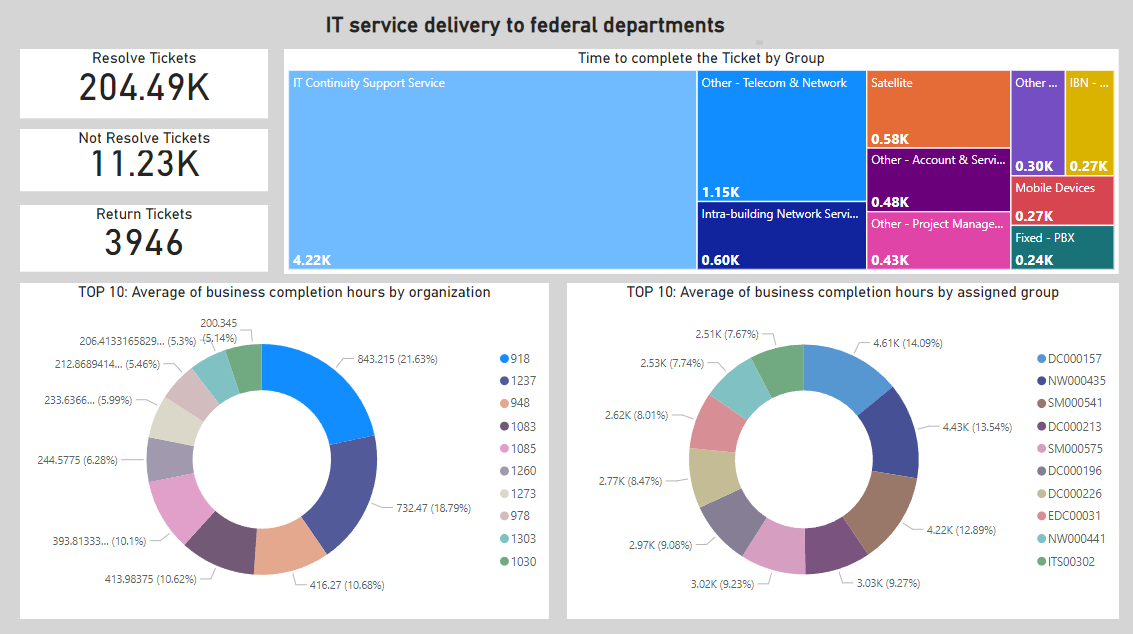 IT service delivery to federal departments
Resolve Tickets
204.49K
Not Resolve Tickets
11.23K
Return Tickets
3946
Time to complete the Ticket by Group
IT Continuity Support Service
4.22K
Other - Telecom & Network
1.15K
Intra-building Network Servi...
0.60K
Satellite
0.58K
Other - Account & Servi...
0.48K
Other - Project Manage...
0.43K
Other ...
0.30K
IBN - ...
0.27K
Mobile Devices
0.27K
Fixed - PBX
0.24K
TOP 10: Average of business completion hours by organization
843.215 (21.63%)
732.47 (18.79%)
416.27 (10.68%)
413.98375 (10.62%)
393.81333... (10.1%)
244.5775 (6.28%)
233.6366... (5.99%)
212.8689414... (5.46%)
206.4133165829... (5.3%)
200.345
(5.14%)
918
1237
948
1083
1085
1260
1273
978
1303
1030
TOP 10: Average of business completion hours by assigned group
4.61K (14.09%)
4.43K (13.54%)
4.22K (12.89%)
3.03K (9.27%)
3.02K (9.23%)
2.97K (9.08%)
2.77K (8.47%)
2.62K (8.01%)
2.53K (7.74%)
2.51K (7.67%)
DC000157
NW000435
SM000541
DC000213
SM000575
DC000196
DC000226
EDC00031
NW000441
ITS00302